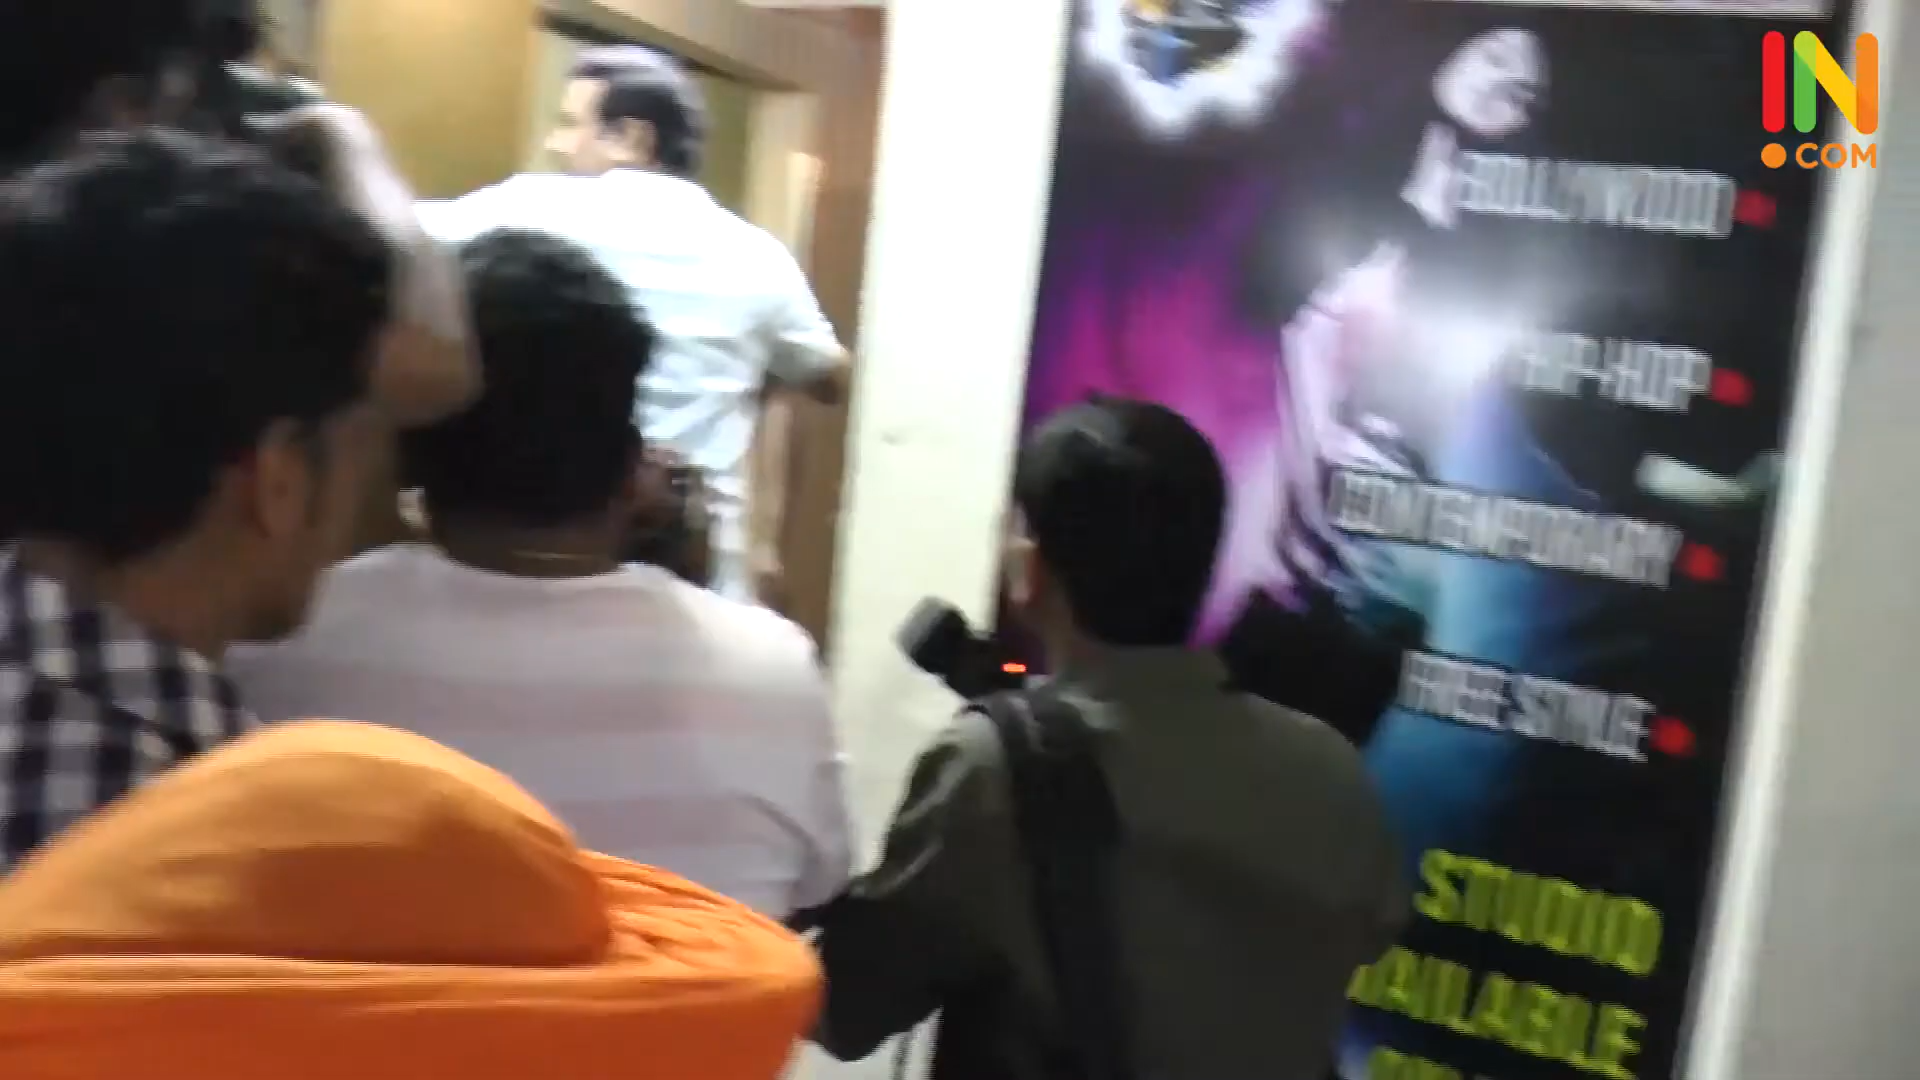 IN
.COM
BOLLYWOOD
HIP-HOP
CONTEMPORARY
FREE STYLE
STUDIO
AVAILABLE